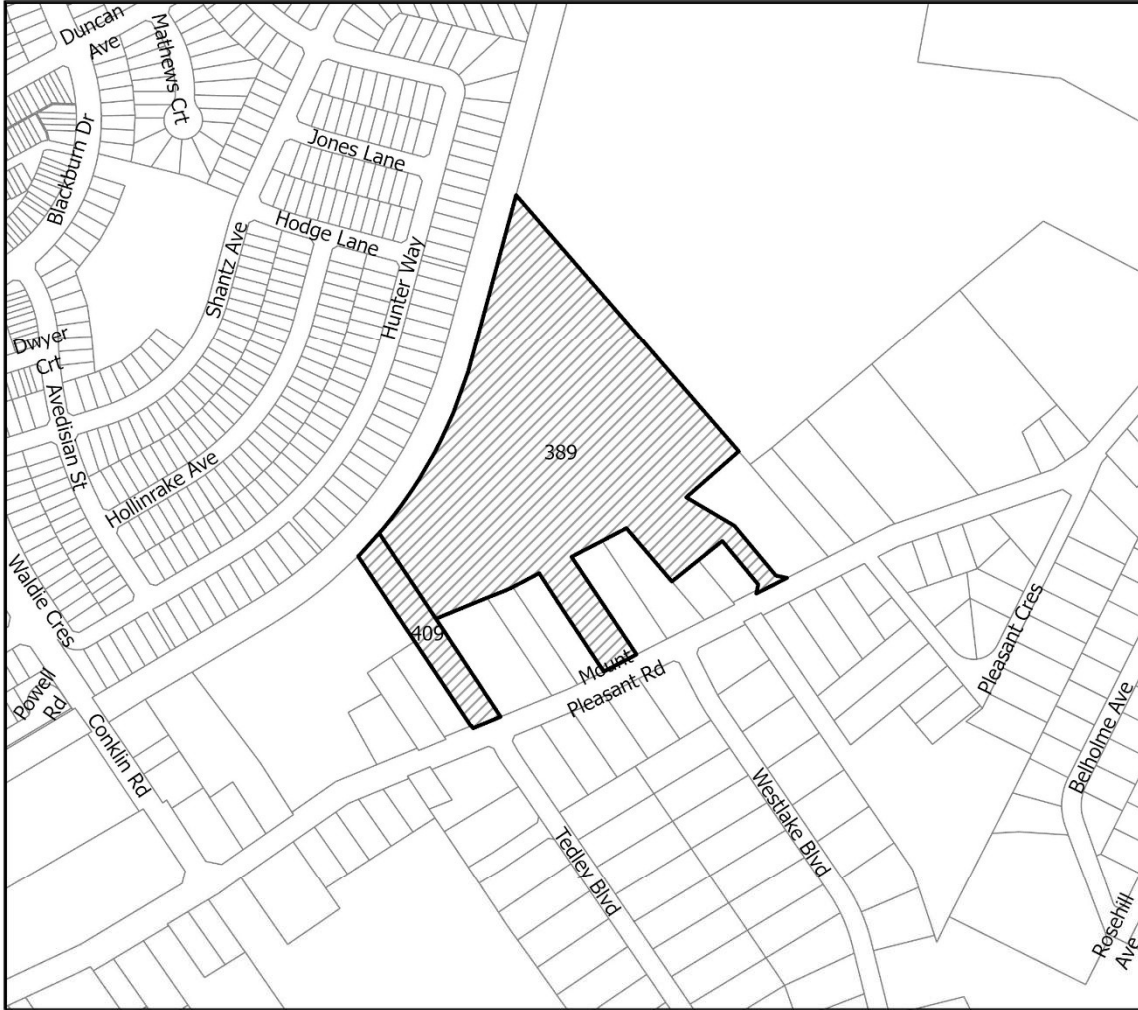 Duncan
Ave
Mathews Crt
Blackburn Dr
Jones Lane
Hodge Lane
Shantz Ave
Hunter Way
Dwyer
Crt
Avedisian St
Hollinrake Ave
389
Waldie Cres
409
Powell
Rd
Conklin Rd
Mount
Pleasant Rd
Pleasant Cres
Belholme Ave
Westlake Blvd
Tedley Blvd
Rosehill
Ave